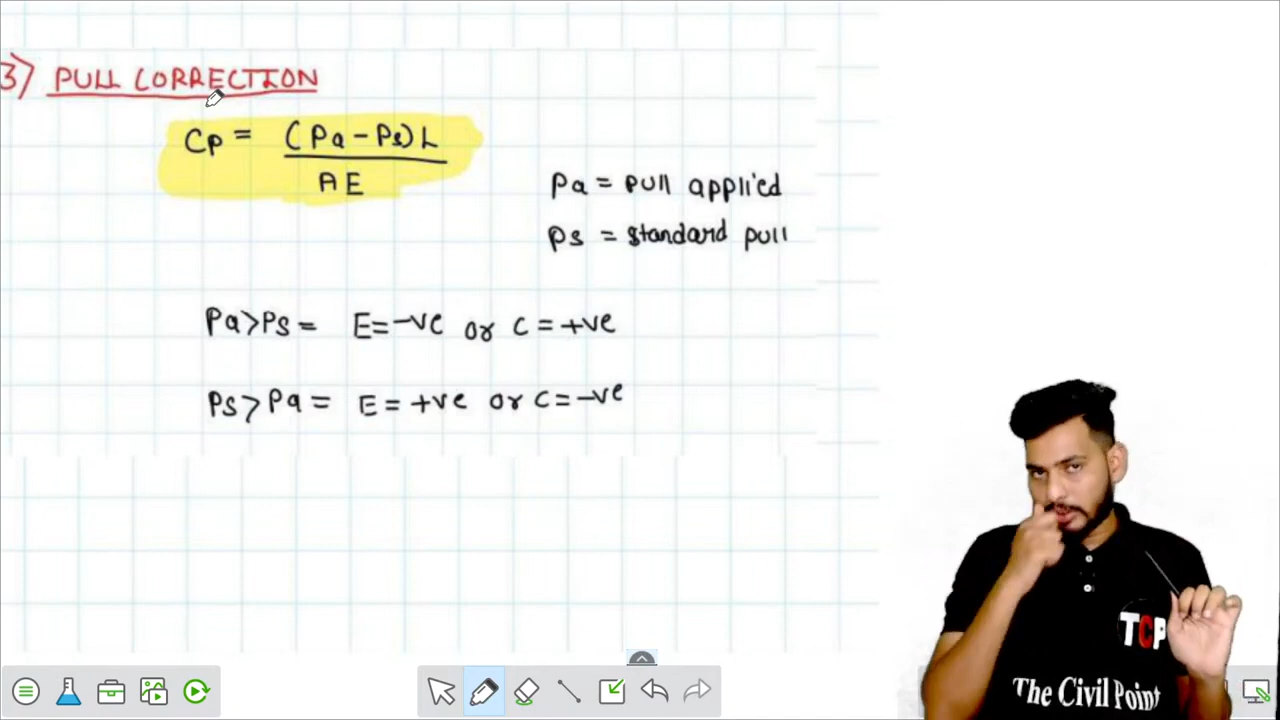 3) PULL CORRECTION
Cp = (Pa - Ps) L
AE
Pa = pull applied
Ps = standard pull
Pa > Ps = E = -ve or C = +ve
Ps > Pa = E = +ve or C = -ve
TCP
The Civil Point